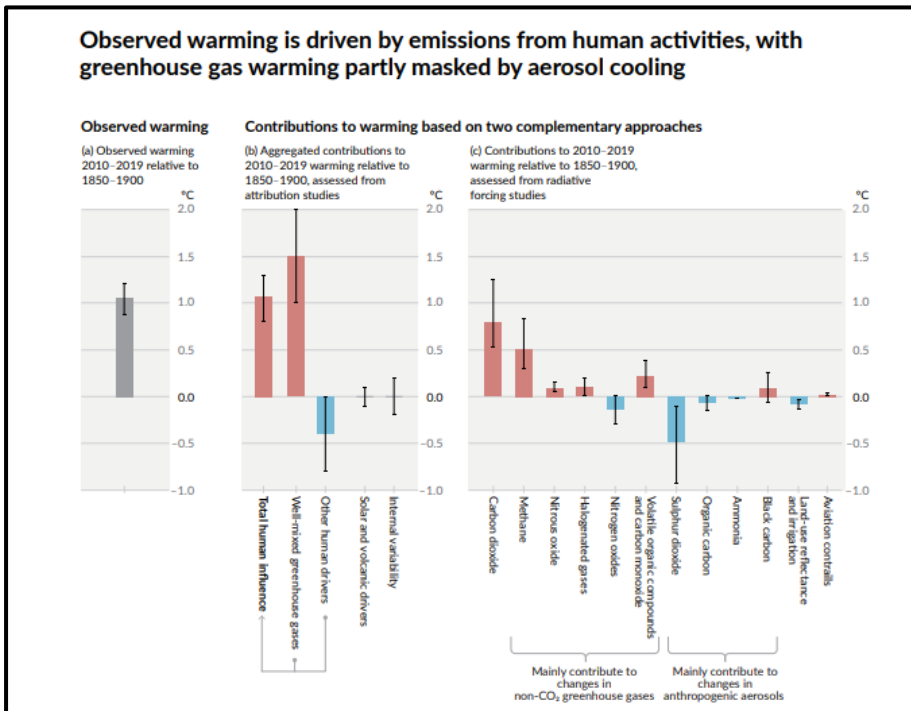 Observed warming is driven by emissions from human activities, with
greenhouse gas warming partly masked by aerosol cooling
Observed warming
(a) Observed warming
2010–2019 relative to
1850–1900
Contributions to warming based on two complementary approaches
(b) Aggregated contributions to
2010–2019 warming relative to
1850–1900, assessed from
attribution studies
(c) Contributions to 2010–2019
warming relative to 1850–1900,
assessed from radiative
forcing studies
°C
2.0
1.5
1.0
0.5
0.0
–0.5
–1.0
°C
2.0
1.5
1.0
0.5
0.0
–0.5
–1.0
°C
2.0
1.5
1.0
0.5
0.0
–0.5
–1.0
Total human influence
Well-mixed greenhouse gases
Other human drivers
Solar and volcanic drivers
Internal variability
Carbon dioxide
Methane
Nitrous oxide
Halogenated gases
Nitrogen oxides
Volatile organic compounds
and carbon monoxide
Sulphur dioxide
Organic carbon
Ammonia
Black carbon
Land-use reflectance
and irrigation
Aviation contrails
Mainly contribute to
changes in
non-CO₂ greenhouse gases
Mainly contribute to
changes in
anthropogenic aerosols